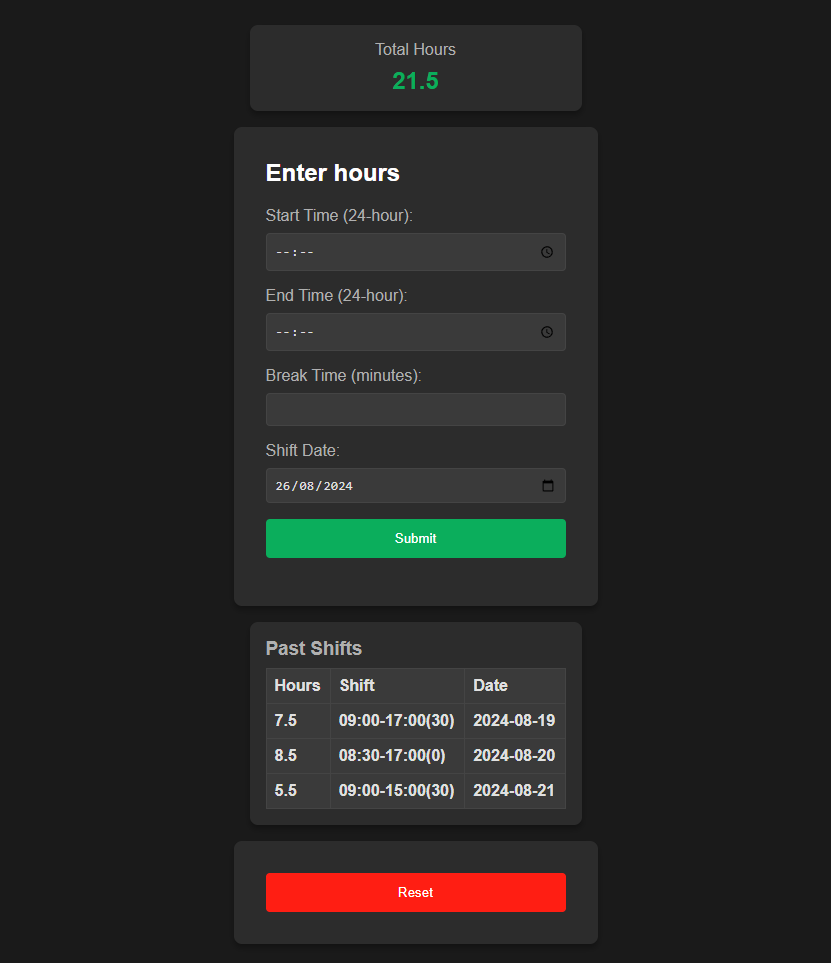 Total Hours
21.5
Enter hours
Start Time (24-hour):
--:--
End Time (24-hour):
--:--
Break Time (minutes):
Shift Date:
26/08/2024
Submit
Past Shifts
Hours Shift Date
7.5 09:00-17:00(30) 2024-08-19
8.5 08:30-17:00(0) 2024-08-20
5.5 09:00-15:00(30) 2024-08-21
Reset